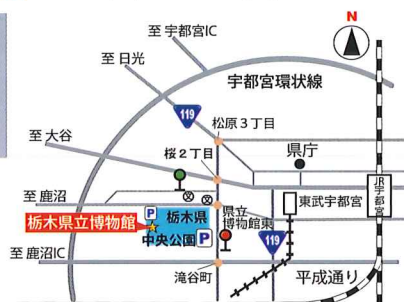 至 宇都宮IC
N
至 日光
宇都宮環状線
119
松原3丁目
至 大谷
県庁
桜2丁目
至 鹿沼
JR宇都宮
東武宇都宮
栃木県立博物館
P
栃木県
中央公園
P
県立
博物館東
119
至 鹿沼IC
平成通り
滝谷町